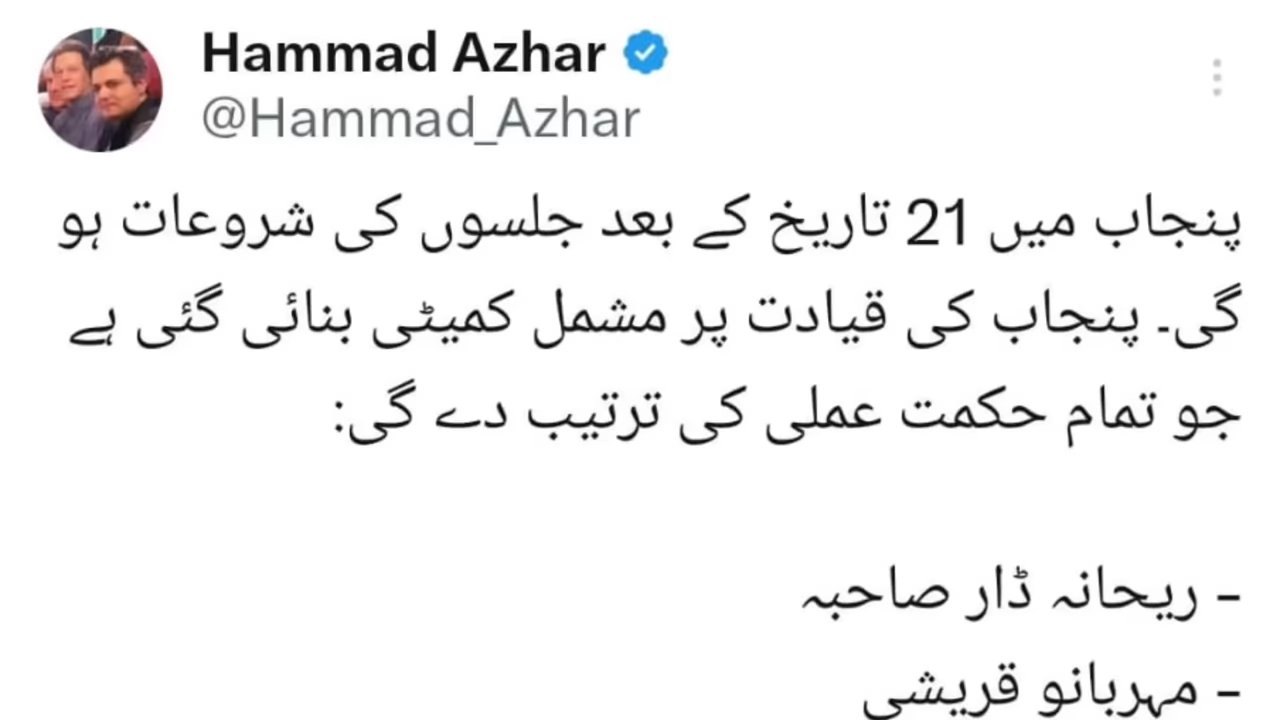 Hammad Azhar
@Hammad_Azhar
پنجاب میں 21 تاریخ کے بعد جلسوں کی شروعات ہو
گی۔ پنجاب کی قیادت پر مشمل کمیٹی بنائی گئی ہے
جو تمام حکمت عملی کی ترتیب دے گی:
- ریحانہ ڈار صاحبہ
- مہربانو قریشی